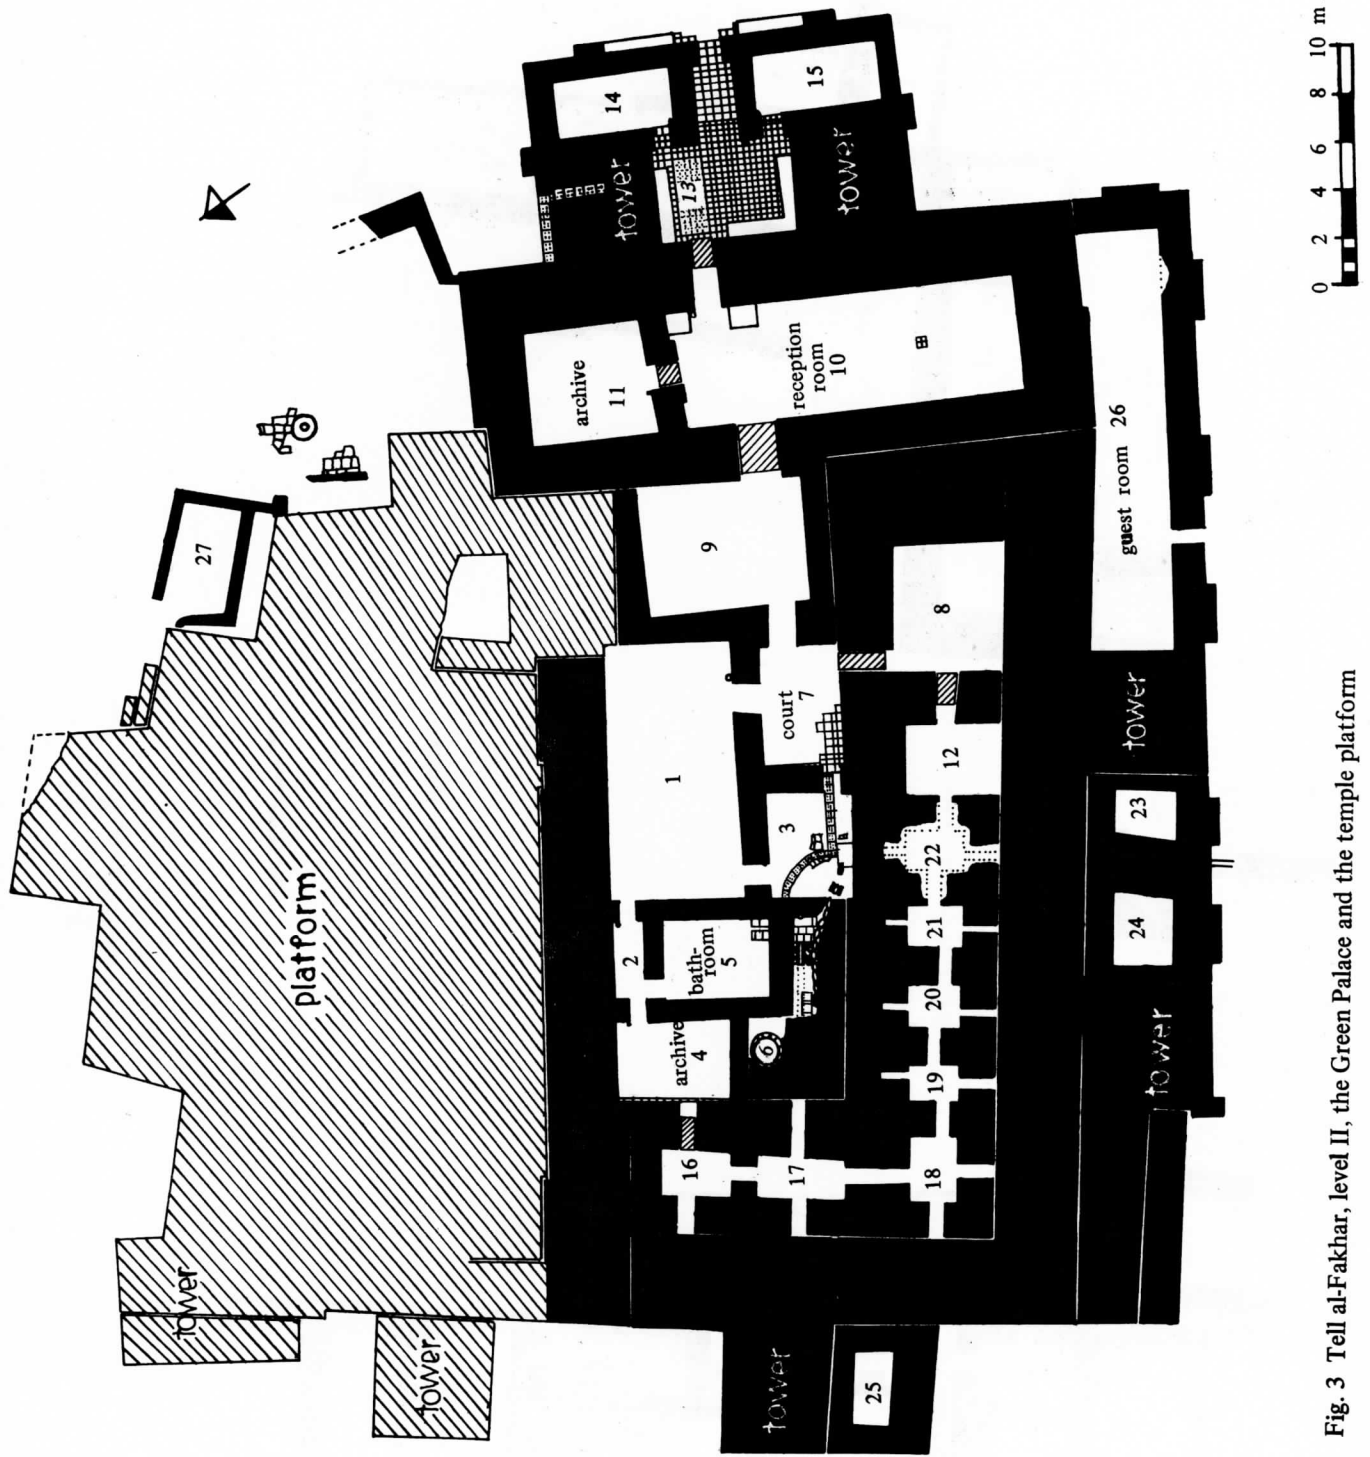 platform
tower
tower
27
14
tower
13
15
tower
archive
11
reception
room
10
9
1
court
7
3
2
bath-
room
5
archive
4
6
8
12
22
21
20
19
16
17
18
guest room 26
tower
23
24
tower
tower
25
0 2 4 6 8 10 m
Fig. 3 Tell al-Fakhar, level II, the Green Palace and the temple platform